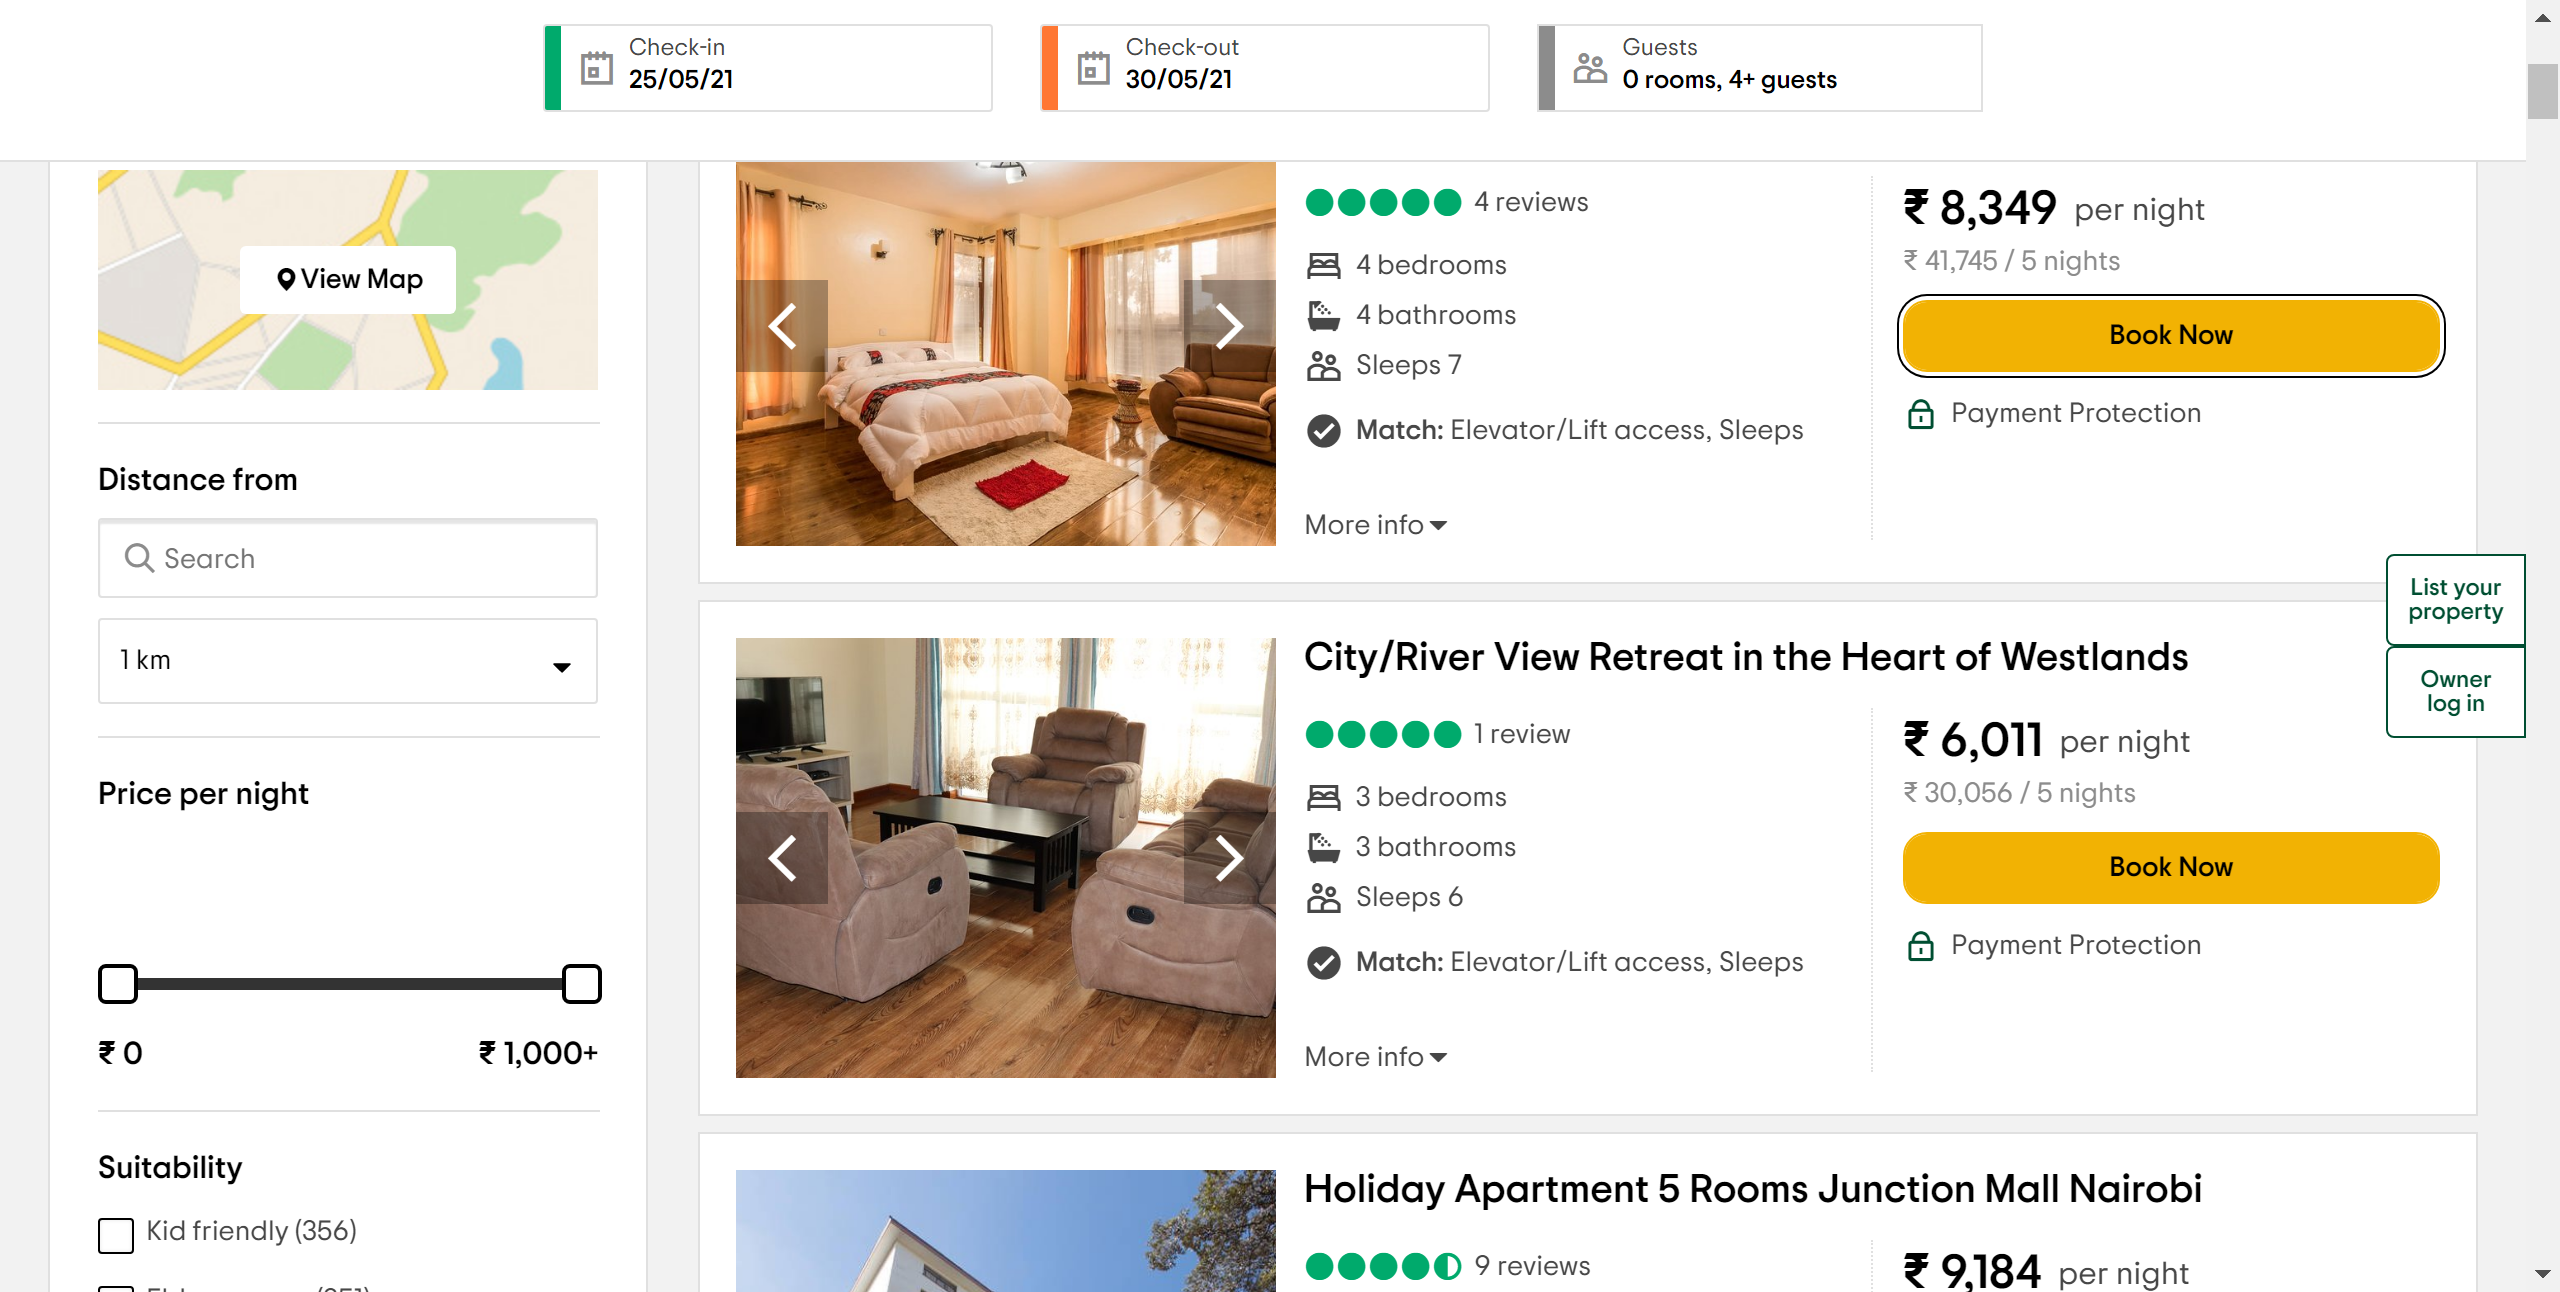 Check-in
25/05/21
Check-out
30/05/21
Guests
0 rooms, 4+ guests
View Map
Distance from
Search
1 km
Price per night
₹ 0
₹ 1,000+
Suitability
Kid friendly (356)
4 reviews
4 bedrooms
4 bathrooms
Sleeps 7
Match: Elevator/Lift access, Sleeps
More info
₹ 8,349 per night
₹ 41,745 / 5 nights
Book Now
Payment Protection
City/River View Retreat in the Heart of Westlands
1 review
3 bedrooms
3 bathrooms
Sleeps 6
Match: Elevator/Lift access, Sleeps
More info
₹ 6,011 per night
₹ 30,056 / 5 nights
Book Now
Payment Protection
List your
property
Owner
log in
Holiday Apartment 5 Rooms Junction Mall Nairobi
9 reviews
₹ 9,184 per night